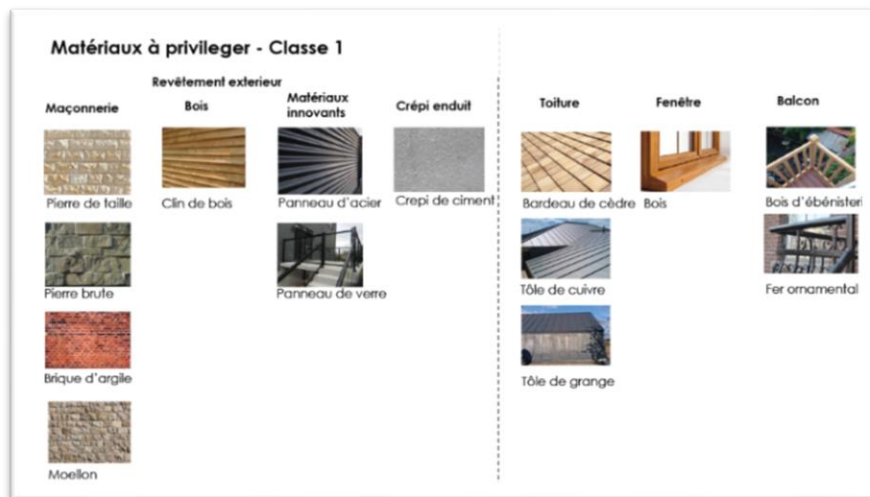 Matériaux à privileger - Classe 1
Revêtement exterieur
Maçonnerie
Bois
Matériaux
innovants
Crépi enduit
Toiture
Fenêtre
Balcon
Pierre de taille
Clin de bois
Panneau d'acier
Crepi de ciment
Bardeau de cèdre
Bois
Bois d'ébénisteri
Pierre brute
Panneau de verre
Tôle de cuivre
Fer ornamental
Brique d'argile
Tôle de grange
Moellon